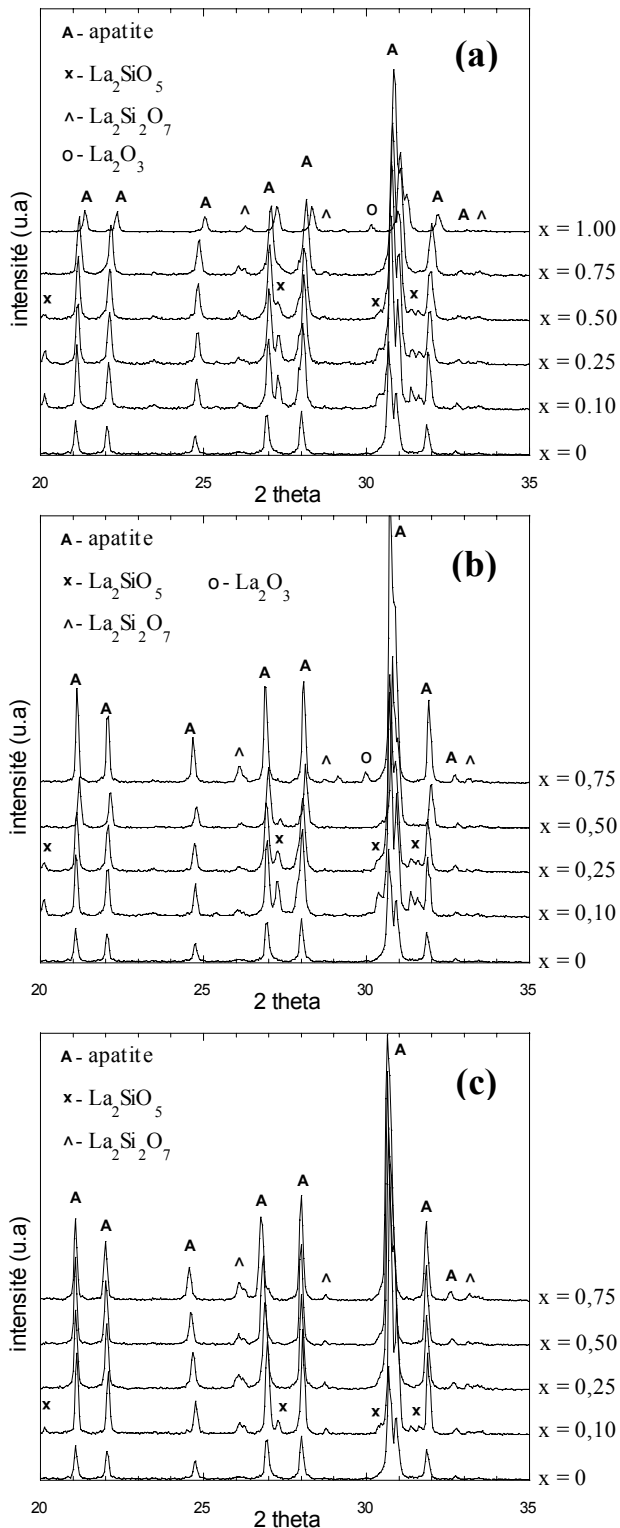 (a)
A - apatite
x - La2SiO5
^ - La2Si2O7
o - La2O3
A
A A A A A ^ ^ O A A ^
x x x x
intensité (u.a)
x = 1.00
x = 0.75
x = 0.50
x = 0.25
x = 0.10
x = 0
20 25 30 35
2 theta
(b)
A - apatite
x - La2SiO5 o - La2O3
^ - La2Si2O7
A
A A A ^ A A ^ O A A ^
x x x x
intensité (u.a)
x = 0,75
x = 0,50
x = 0,25
x = 0,10
x = 0
20 25 30 35
2 theta
(c)
A - apatite
x - La2SiO5
^ - La2Si2O7
A
A A A ^ A A ^ A A ^
x x x x
intensité (u.a)
x = 0,75
x = 0,50
x = 0,25
x = 0,10
x = 0
20 25 30 35
2 theta